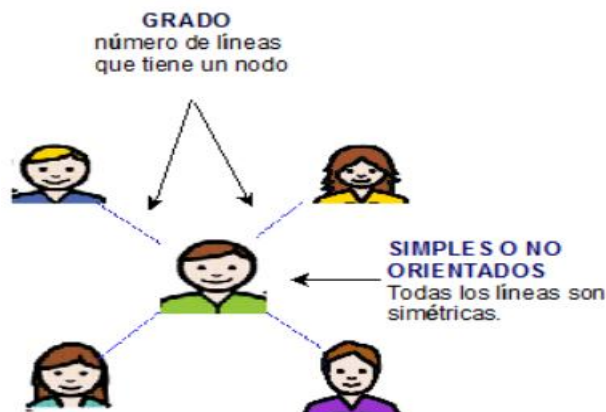 GRADO
número de líneas
que tiene un nodo
SIMPLES O NO
ORIENTADOS
Todas los líneas son
simétricas.